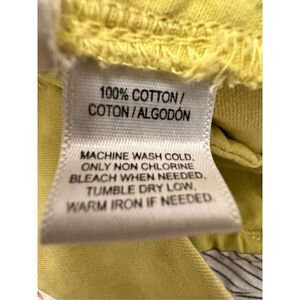 100% COTTON /
COTON / ALGODÓN
MACHINE WASH COLD,
ONLY NON CHLORINE
BLEACH WHEN NEEDED,
TUMBLE DRY LOW,
WARM IRON IF NEEDED.